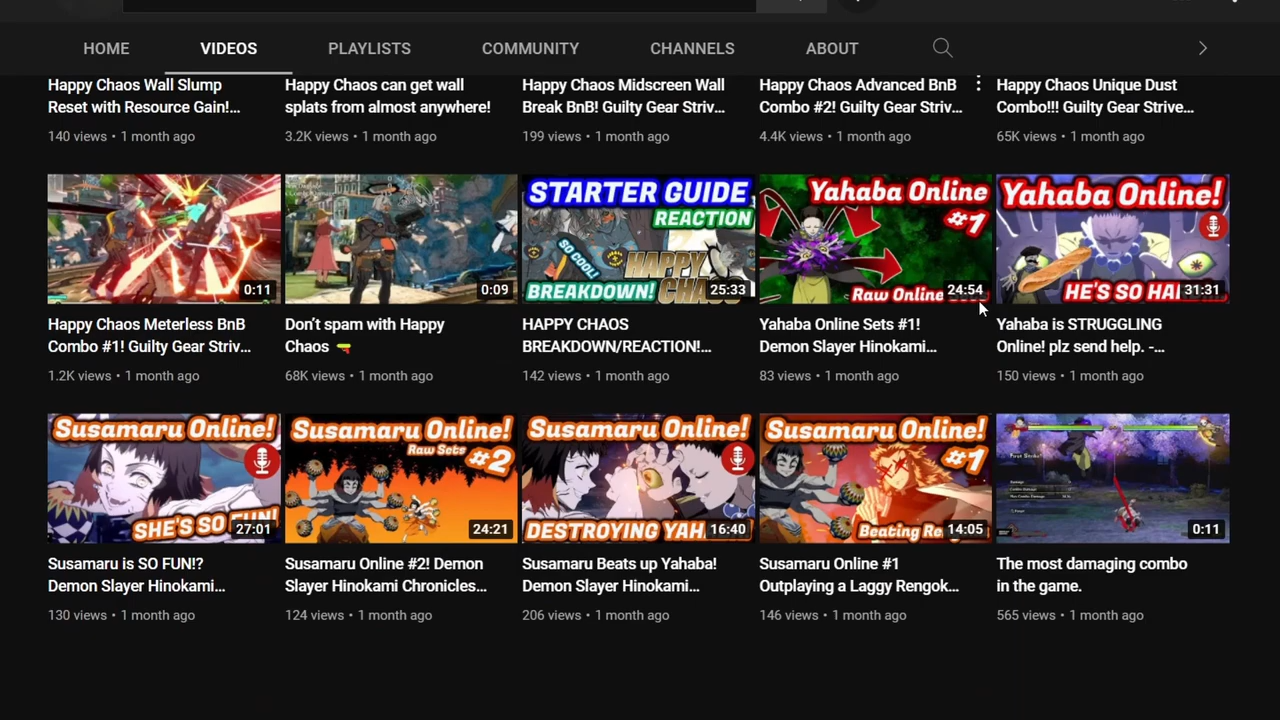 HOME VIDEOS PLAYLISTS COMMUNITY CHANNELS ABOUT
Happy Chaos Wall Slump
Reset with Resource Gain!...
140 views • 1 month ago
Happy Chaos can get wall
splats from almost anywhere!
3.2K views • 1 month ago
Happy Chaos Midscreen Wall
Break BnB! Guilty Gear Striv...
199 views • 1 month ago
Happy Chaos Advanced BnB
Combo #2! Guilty Gear Striv...
4.4K views • 1 month ago
Happy Chaos Unique Dust
Combo!!! Guilty Gear Strive...
65K views • 1 month ago
0:11
Happy Chaos Meterless BnB
Combo #1! Guilty Gear Striv...
1.2K views • 1 month ago
0:09
Don't spam with Happy
Chaos
68K views • 1 month ago
STARTER GUIDE
REACTION
SO COOL!
HAPPY
BREAKDOWN! CHAOS
25:33
HAPPY CHAOS
BREAKDOWN/REACTION!...
142 views • 1 month ago
Yahaba Online
#1
Raw Online
24:54
Yahaba Online Sets #1!
Demon Slayer Hinokami...
83 views • 1 month ago
Yahaba Online!
HE'S SO
31:31
Yahaba is STRUGGLING
Online! plz send help. -...
150 views • 1 month ago
Susamaru Online!
SHE'S SO FUN!
27:01
Susamaru is SO FUN!?
Demon Slayer Hinokami...
130 views • 1 month ago
Susamaru Online!
Raw Sets
#2
24:21
Susamaru Online #2! Demon
Slayer Hinokami Chronicles...
124 views • 1 month ago
Susamaru Online!
DESTROYING YAH
16:40
Susamaru Beats up Yahaba!
Demon Slayer Hinokami...
206 views • 1 month ago
Susamaru Online!
#1
Beating Re
14:05
Susamaru Online #1
Outplaying a Laggy Rengok...
146 views • 1 month ago
0:11
The most damaging combo
in the game.
565 views • 1 month ago